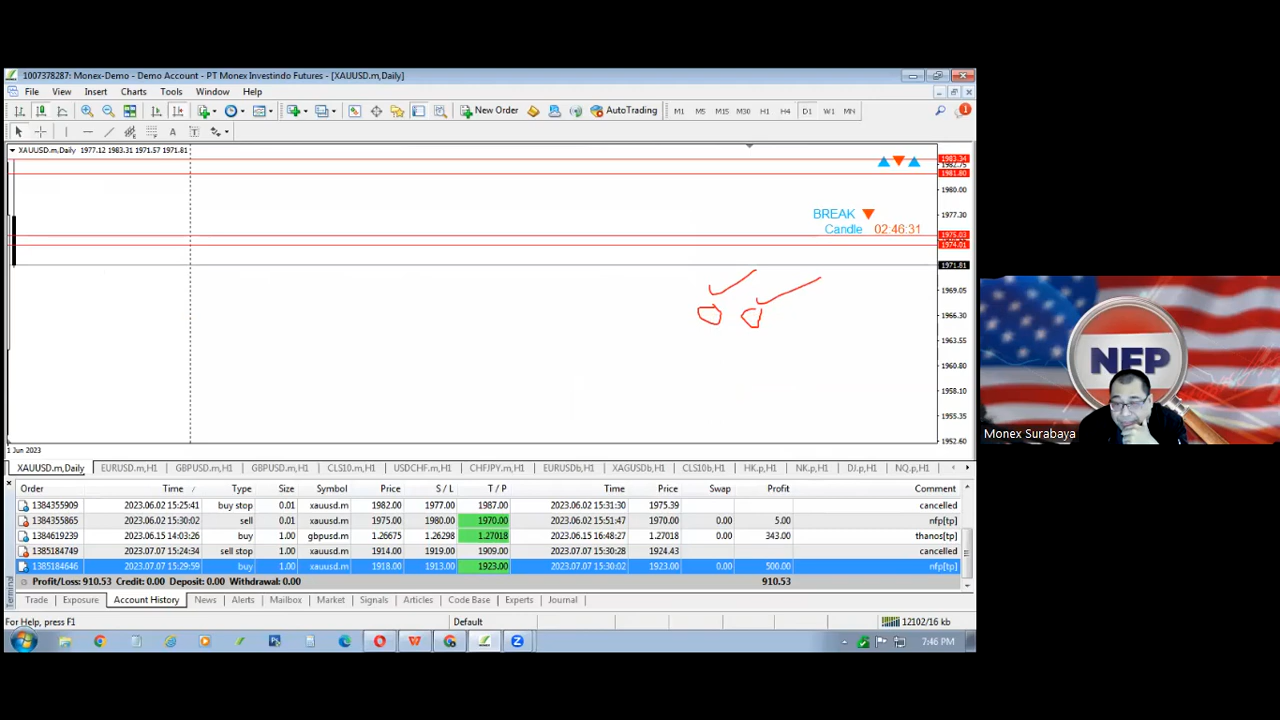 1007378287: Monex-Demo - Demo Account - PT Monex Investindo Futures - [XAUUSD.m,Daily]
File View Insert Charts Tools Window Help
New Order AutoTrading M1 M5 M15 M30 H1 H4 D1 W1 MN
XAUUSD.m,Daily 1977.12 1983.31 1971.57 1971.81
1983.34
1982.75
1981.80
1980.00
1977.30
BREAK
Candle 02:46:31
1975.03
1974.01
1971.81
1969.05
1966.30
1963.55
1960.80
1958.10
1955.35
1952.60
1 Jun 2023
XAUUSD.m,Daily EURUSD.m,H1 GBPUSD.m,H1 GBPUSD.m,H1 CLS10.m,H1 USDCHF.m,H1 CHFJPY.m,H1 EURUSDb,H1 XAGUSDb,H1 CLS10b,H1 HK.p,H1 NK.p,H1 DJ.p,H1 NQ.p,H1
Order Time Type Size Symbol Price S / L T / P Time Price Swap Profit Comment
1384355909 2023.06.02 15:25:41 buy stop 0.01 xauusd.m 1982.00 1977.00 1987.00 2023.06.02 15:31:30 1975.39 cancelled
1384355865 2023.06.02 14:30:02 sell 0.01 xauusd.m 1975.00 1980.00 1970.00 2023.06.02 15:51:47 1970.00 0.00 5.00 nfp[tp]
1384619239 2023.06.15 14:03:26 buy 1.00 gbpusd.m 1.26675 1.26298 1.27018 2023.06.15 16:48:27 1.27018 0.00 343.00 thanos[tp]
1385184749 2023.07.07 15:24:34 sell stop 1.00 xauusd.m 1914.00 1919.00 1909.00 2023.07.07 15:30:28 1924.43 cancelled
1385184646 2023.07.07 15:29:59 buy 1.00 xauusd.m 1918.00 1913.00 1923.00 2023.07.07 15:30:02 1923.00 0.00 500.00 nfp[tp]
Profit/Loss: 910.53 Credit: 0.00 Deposit: 0.00 Withdrawal: 0.00 910.53
Trade Exposure Account History News Alerts Mailbox Market Signals Articles Code Base Experts Journal
Terminal
For Help, press F1 Default 12102/16 kb
7:46 PM
NFP
Monex Surabaya